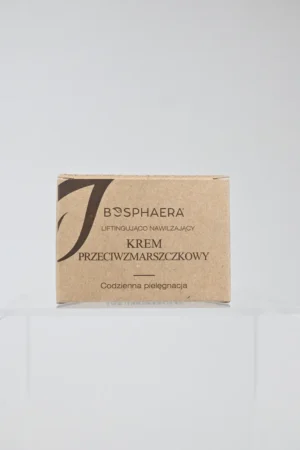 BOSPHAERA
LIFTINGUJĄCO NAWILŻAJĄCY
KREM
PRZECIWZMARSZCZKOWY
Codzienna pielęgnacja